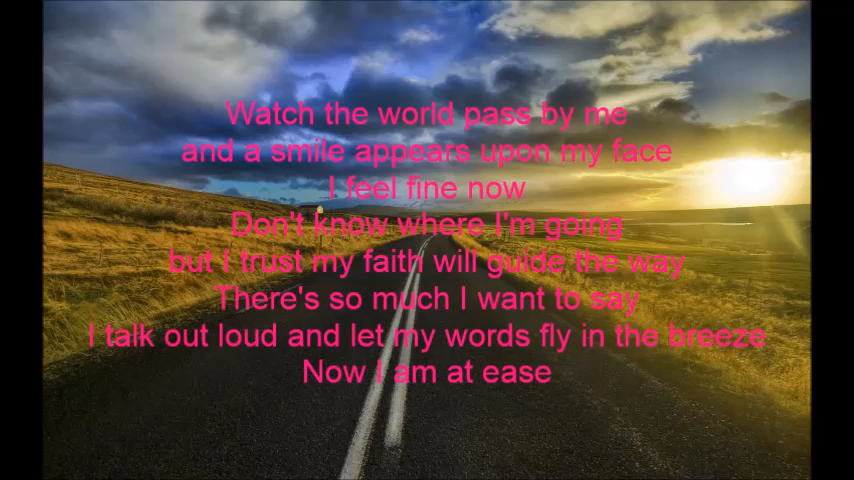 Watch the world pass by me
and a smile appears upon my face
I feel fine now
Don't know where I'm going
but I trust my faith will guide the way
There's so much I want to say
I talk out loud and let my words fly in the breeze
Now I am at ease